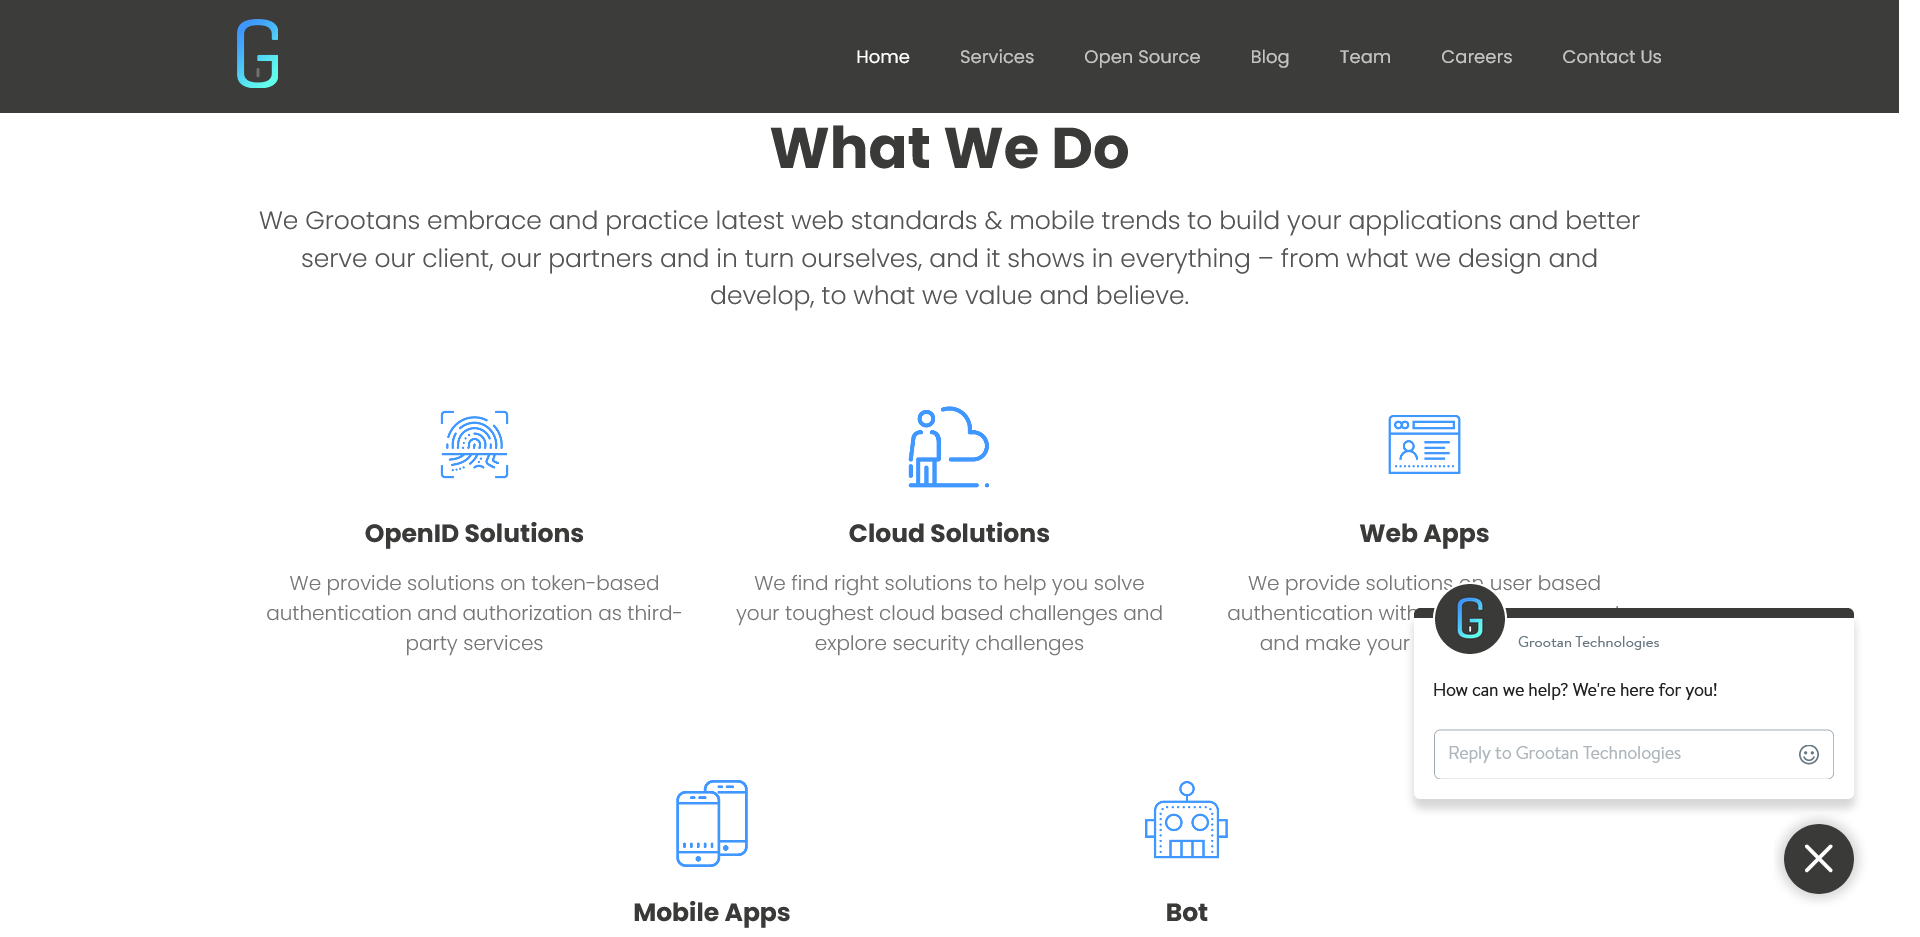 G
Home Services Open Source Blog Team Careers Contact Us
What We Do
We Grootans embrace and practice latest web standards & mobile trends to build your applications and better
serve our client, our partners and in turn ourselves, and it shows in everything – from what we design and
develop, to what we value and believe.
OpenID Solutions
We provide solutions on token-based
authentication and authorization as third-
party services
Cloud Solutions
We find right solutions to help you solve
your toughest cloud based challenges and
explore security challenges
Web Apps
We provide solutions on user based
authentication with
and make your
Mobile Apps
Bot
G
Grootan Technologies
How can we help? We're here for you!
Reply to Grootan Technologies